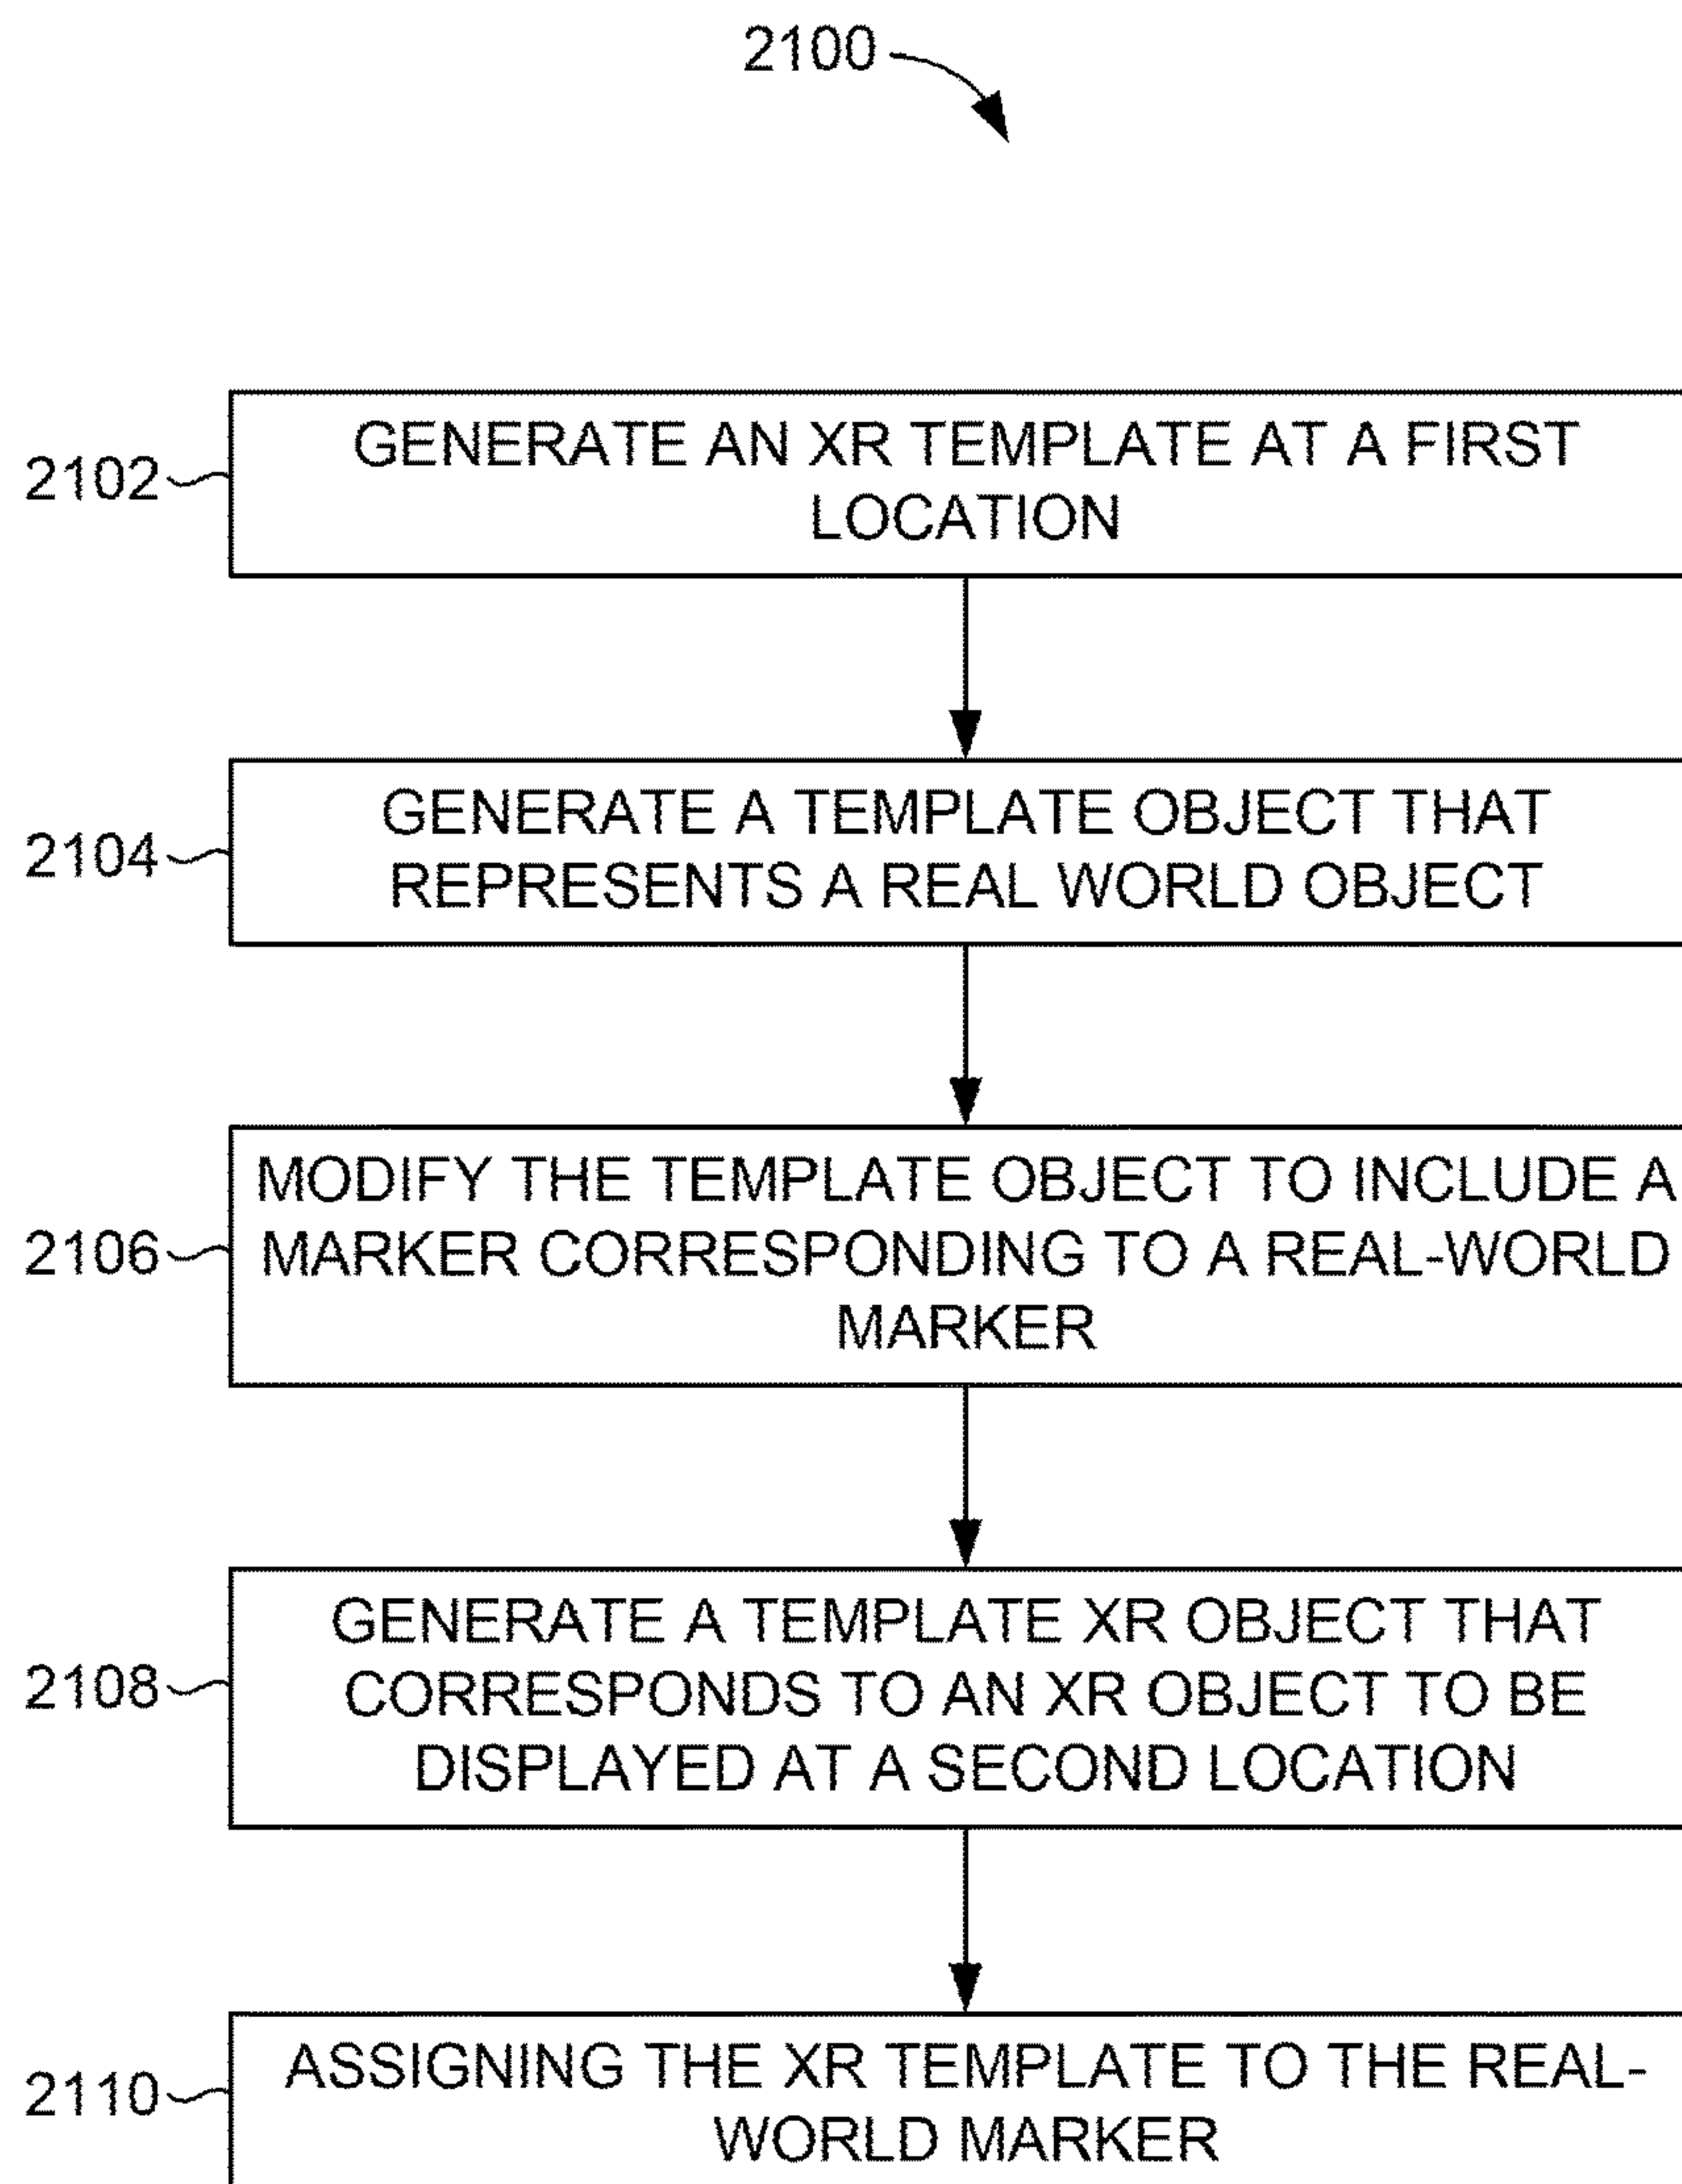 2100
2102
GENERATE AN XR TEMPLATE AT A FIRST
LOCATION
2104
GENERATE A TEMPLATE OBJECT THAT
REPRESENTS A REAL WORLD OBJECT
2106
MODIFY THE TEMPLATE OBJECT TO INCLUDE A
MARKER CORRESPONDING TO A REAL-WORLD
MARKER
2108
GENERATE A TEMPLATE XR OBJECT THAT
CORRESPONDS TO AN XR OBJECT TO BE
DISPLAYED AT A SECOND LOCATION
2110
ASSIGNING THE XR TEMPLATE TO THE REAL-
WORLD MARKER